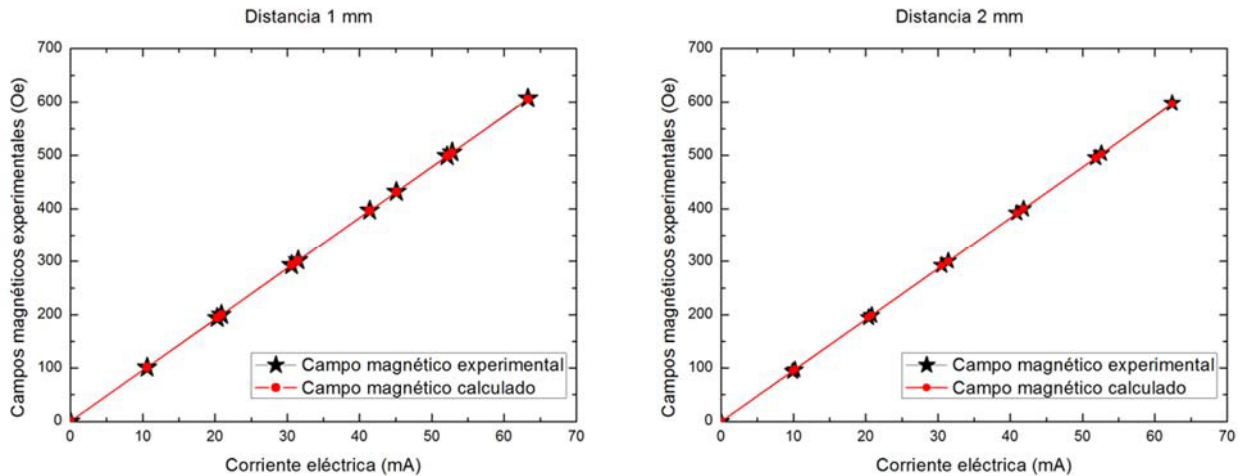 Distancia 1 mm
Campos magnéticos experimentales (Oe)
700
600
500
400
300
200
100
0
Campo magnético experimental
Campo magnético calculado
0 10 20 30 40 50 60 70
Corriente eléctrica (mA)
Distancia 2 mm
Campos magnéticos experimentales (Oe)
700
600
500
400
300
200
100
0
Campo magnético experimental
Campo magnético calculado
0 10 20 30 40 50 60 70
Corriente eléctrica (mA)